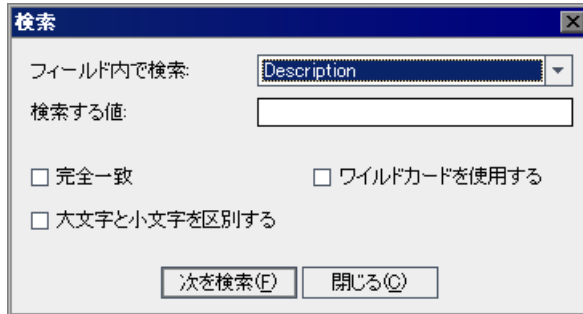 検索
フィールド内で検索: Description
検索する値:
完全一致 ワイルドカードを使用する
大文字と小文字を区別する
次を検索(F) 閉じる(C)